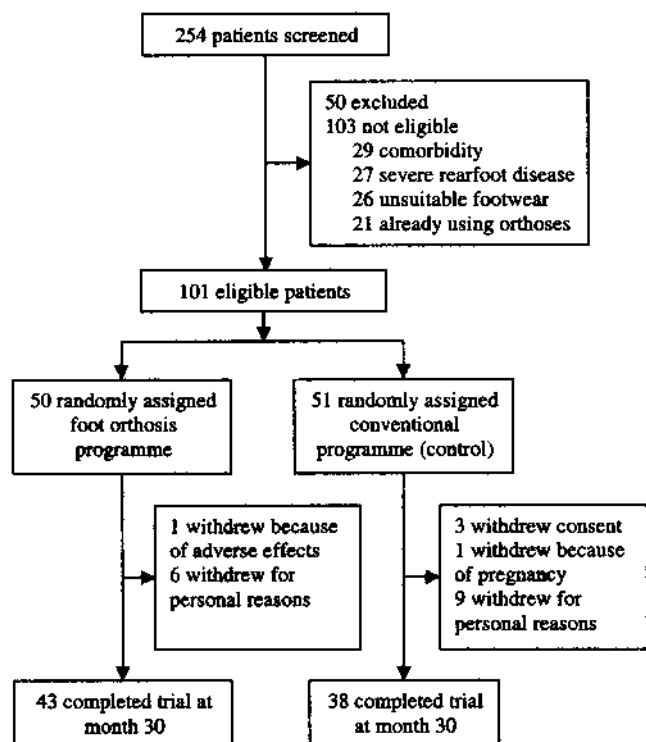 254 patients screened
50 excluded
103 not eligible
29 comorbidity
27 severe rearfoot disease
26 unsuitable footwear
21 already using orthoses
101 eligible patients
50 randomly assigned
foot orthosis
programme
51 randomly assigned
conventional
programme (control)
1 withdrew because
of adverse effects
6 withdrew for
personal reasons
3 withdrew consent
1 withdrew because
of pregnancy
9 withdrew for
personal reasons
43 completed trial at
month 30
38 completed trial
at month 30